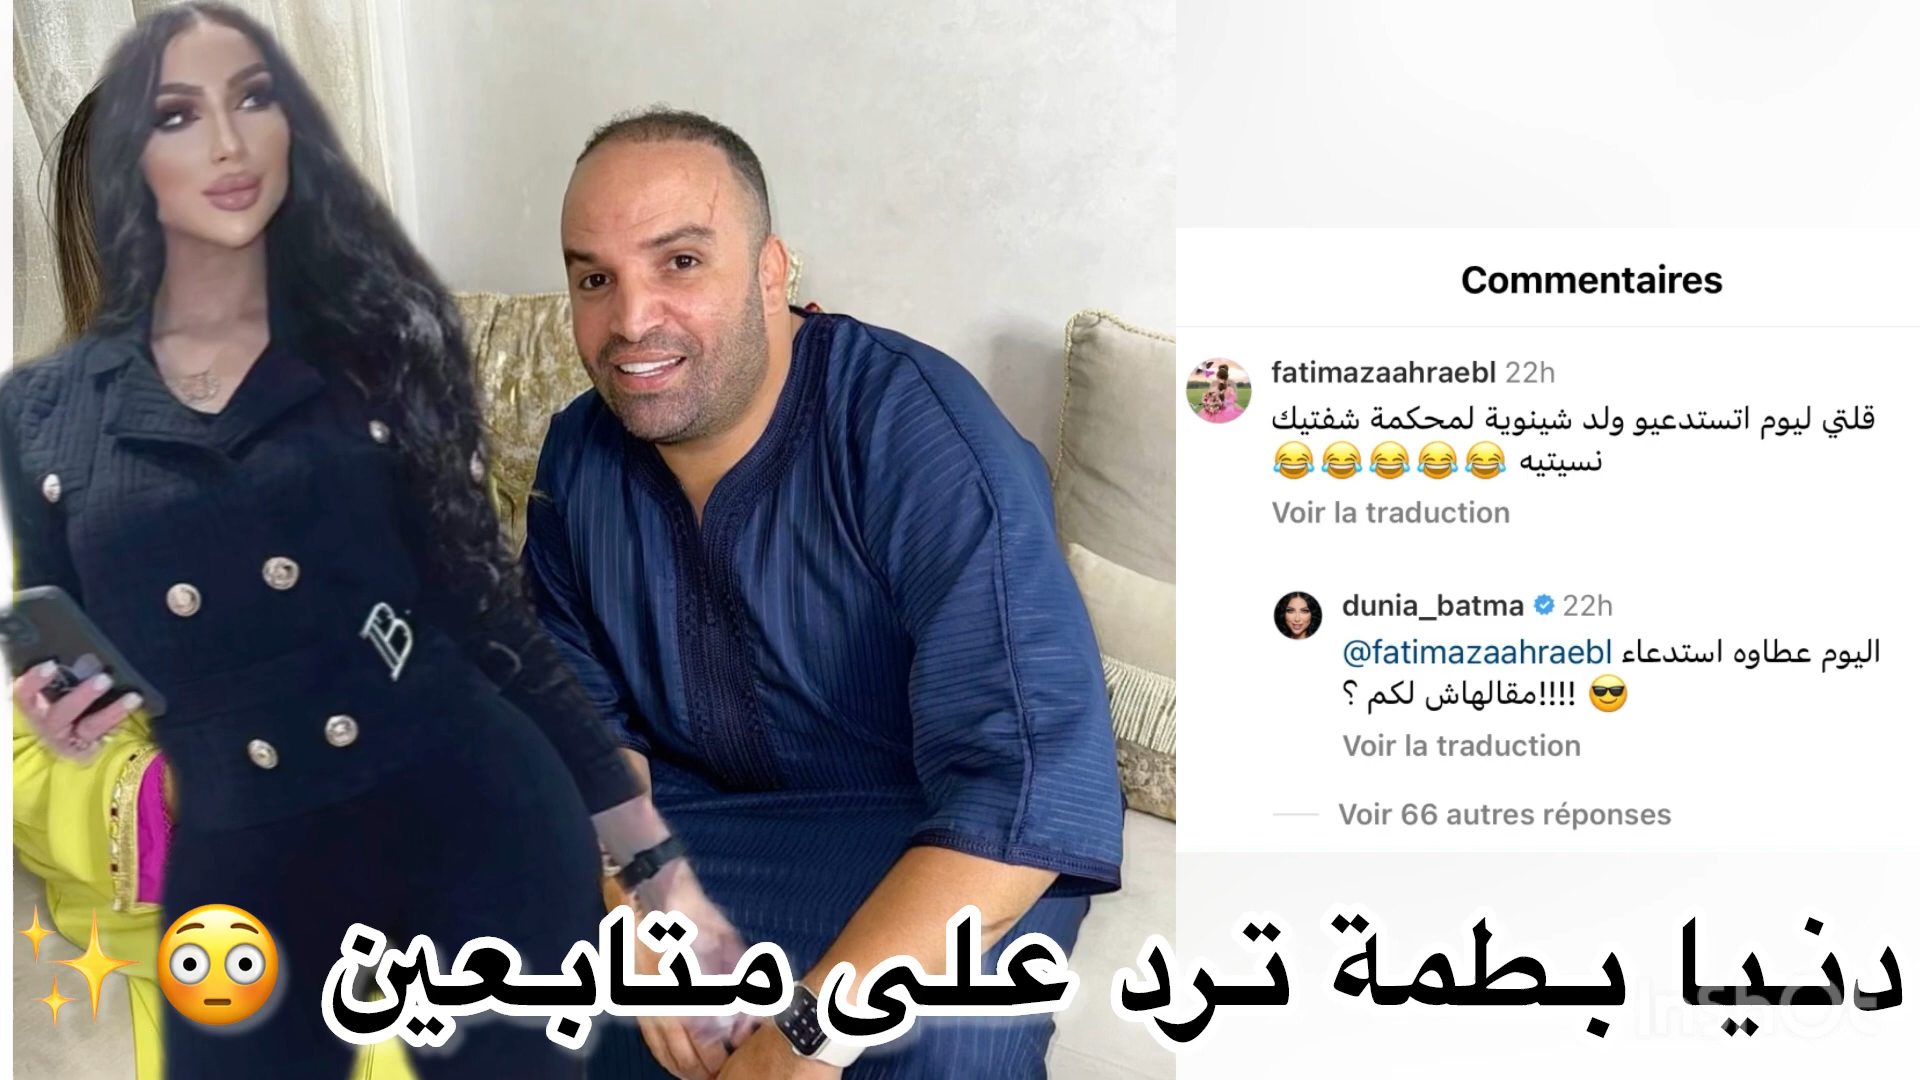 Commentaires
fatimazaahraebl 22h
قلتي ليوم اتستدعيو ولد شينوية لمحكمة شفتيك
نسيتيه 😂😂😂😂😂
Voir la traduction
dunia_batma 22h
@fatimazaahraebl اليوم عطاوه استدعاء
😎 !!!!مقالهاش لكم ؟
Voir la traduction
Voir 66 autres réponses
دنيا بطمة ترد على متابعين 😳✨
InShOt